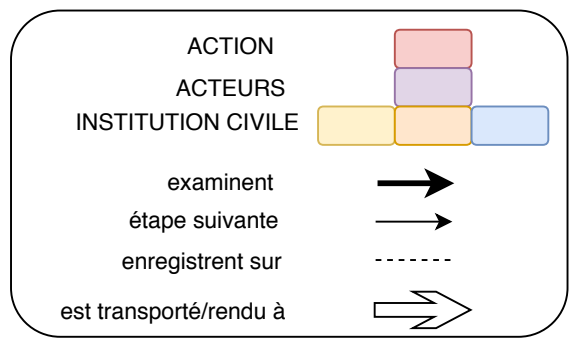 ACTION
ACTEURS
INSTITUTION CIVILE
examinent
étape suivante
enregistrent sur
est transporté/rendu à